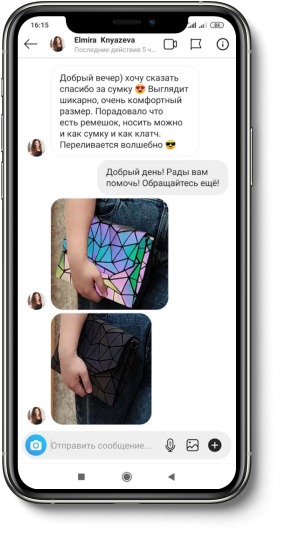 16:15
Elmira Knyazeva
Последние действия 5 ч...
Добрый вечер) хочу сказать
спасибо за сумку 😍 Выглядит
шикарно, очень комфортный
размер. Порадовало что
есть ремешок, носить можно
и как сумку и как клатч.
Переливается волшебно 😎
Добрый день! Рады вам
помочь! Обращайтесь ещё!
Отправить сообщение...